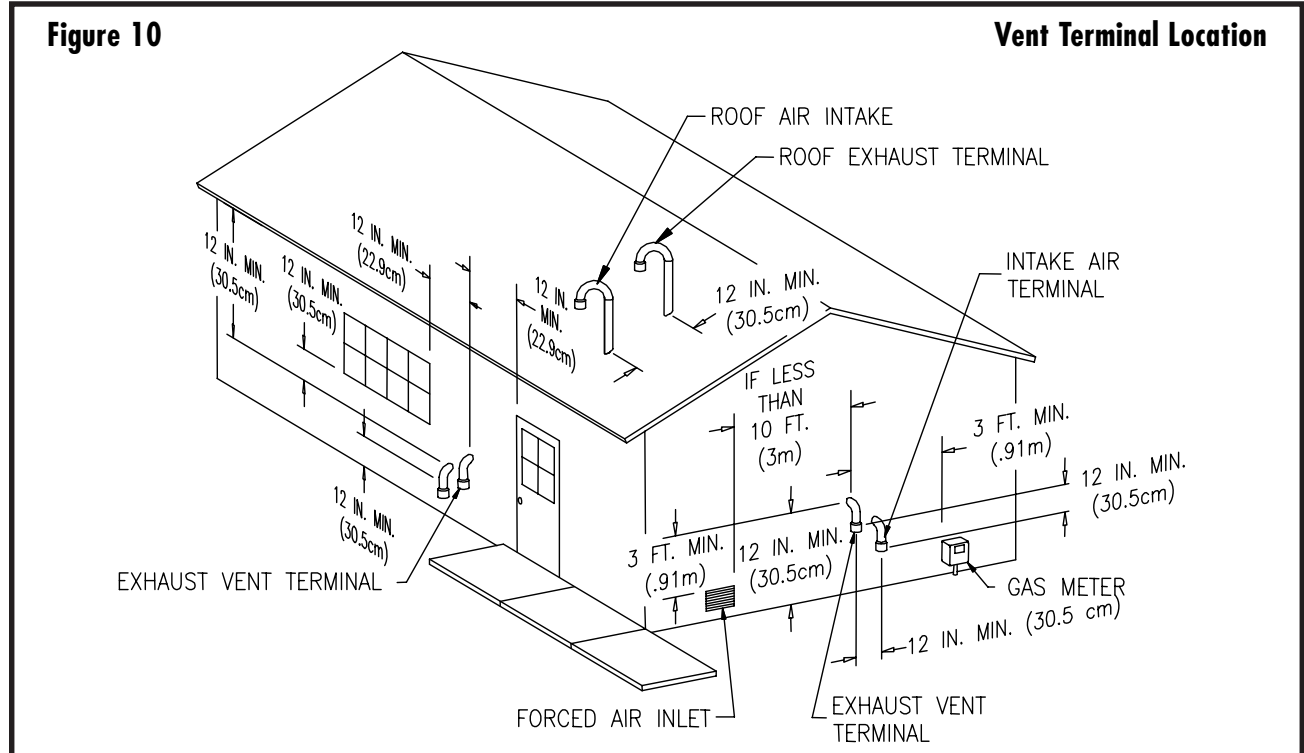 Figure 10
Vent Terminal Location
ROOF AIR INTAKE
ROOF EXHAUST TERMINAL
12 IN. MIN.
(22.9cm)
12 IN. MIN.
(30.5cm)
12 IN. MIN.
(30.5cm)
12 IN.
MIN.
(22.9cm)
12 IN. MIN.
(30.5cm)
INTAKE AIR
TERMINAL
IF LESS
THAN
10 FT.
(3m)
3 FT. MIN.
(.91m)
12 IN. MIN.
(30.5cm)
12 IN. MIN.
(30.5cm)
EXHAUST VENT TERMINAL
3 FT. MIN.
(.91m)
12 IN. MIN.
(30.5cm)
GAS METER
12 IN. MIN. (30.5 cm)
FORCED AIR INLET
EXHAUST VENT
TERMINAL